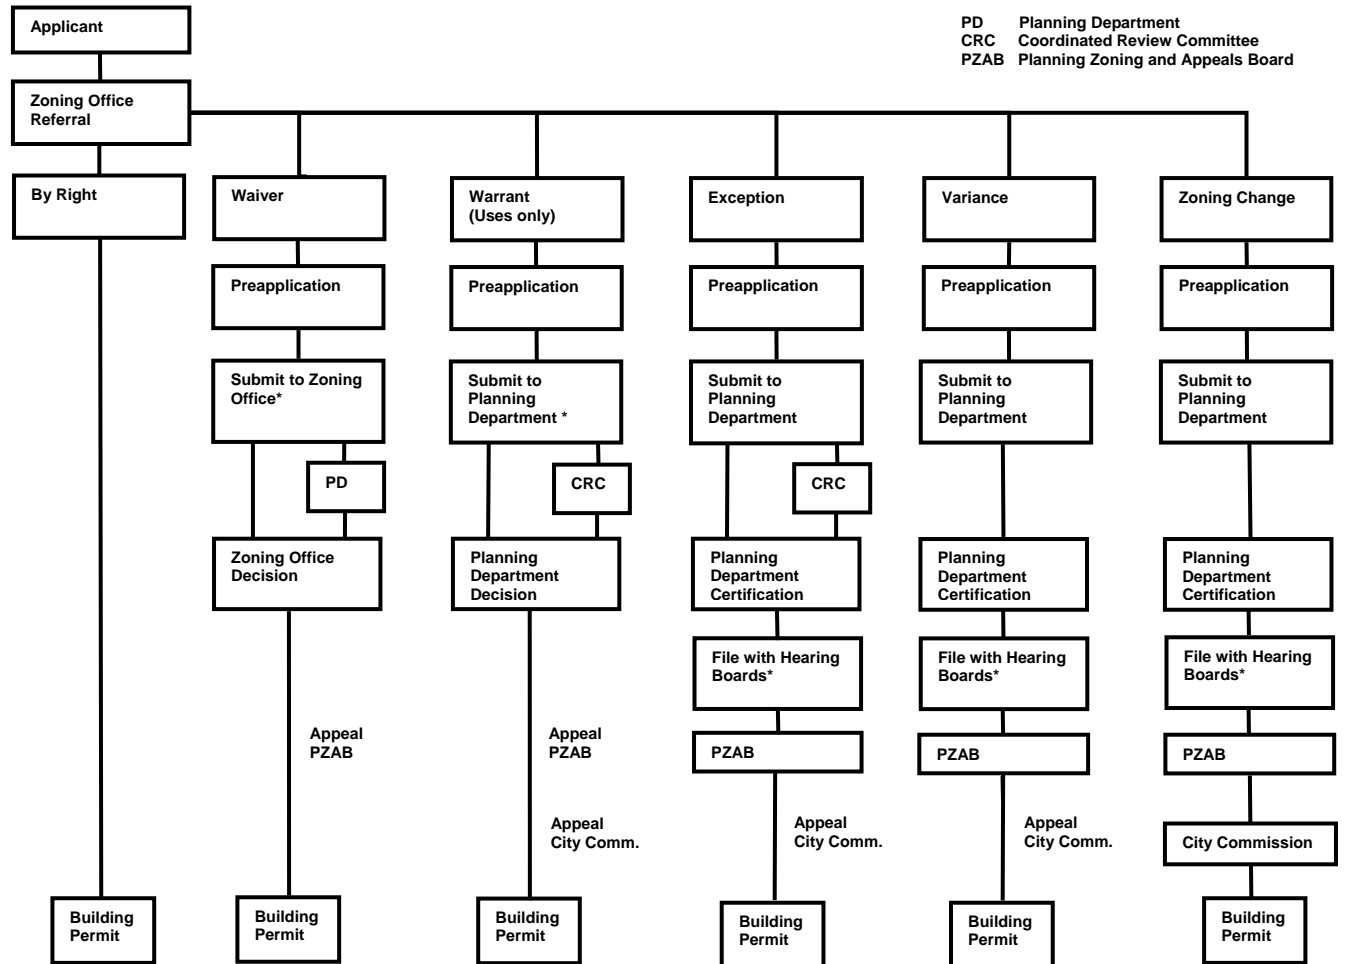 Applicant
PD Planning Department
CRC Coordinated Review Committee
PZAB Planning Zoning and Appeals Board
Zoning Office
Referral
By Right
Waiver
Warrant
(Uses only)
Exception
Variance
Zoning Change
Preapplication
Preapplication
Preapplication
Preapplication
Preapplication
Submit to Zoning
Office*
Submit to
Planning
Department *
Submit to
Planning
Department
Submit to
Planning
Department
Submit to
Planning
Department
PD
CRC
CRC
Zoning Office
Decision
Planning
Department
Decision
Planning
Department
Certification
Planning
Department
Certification
Planning
Department
Certification
File with Hearing
Boards*
File with Hearing
Boards*
File with Hearing
Boards*
Appeal
PZAB
Appeal
PZAB
PZAB
PZAB
PZAB
Appeal
City Comm.
Appeal
City Comm.
Appeal
City Comm.
City Commission
Building
Permit
Building
Permit
Building
Permit
Building
Permit
Building
Permit
Building
Permit